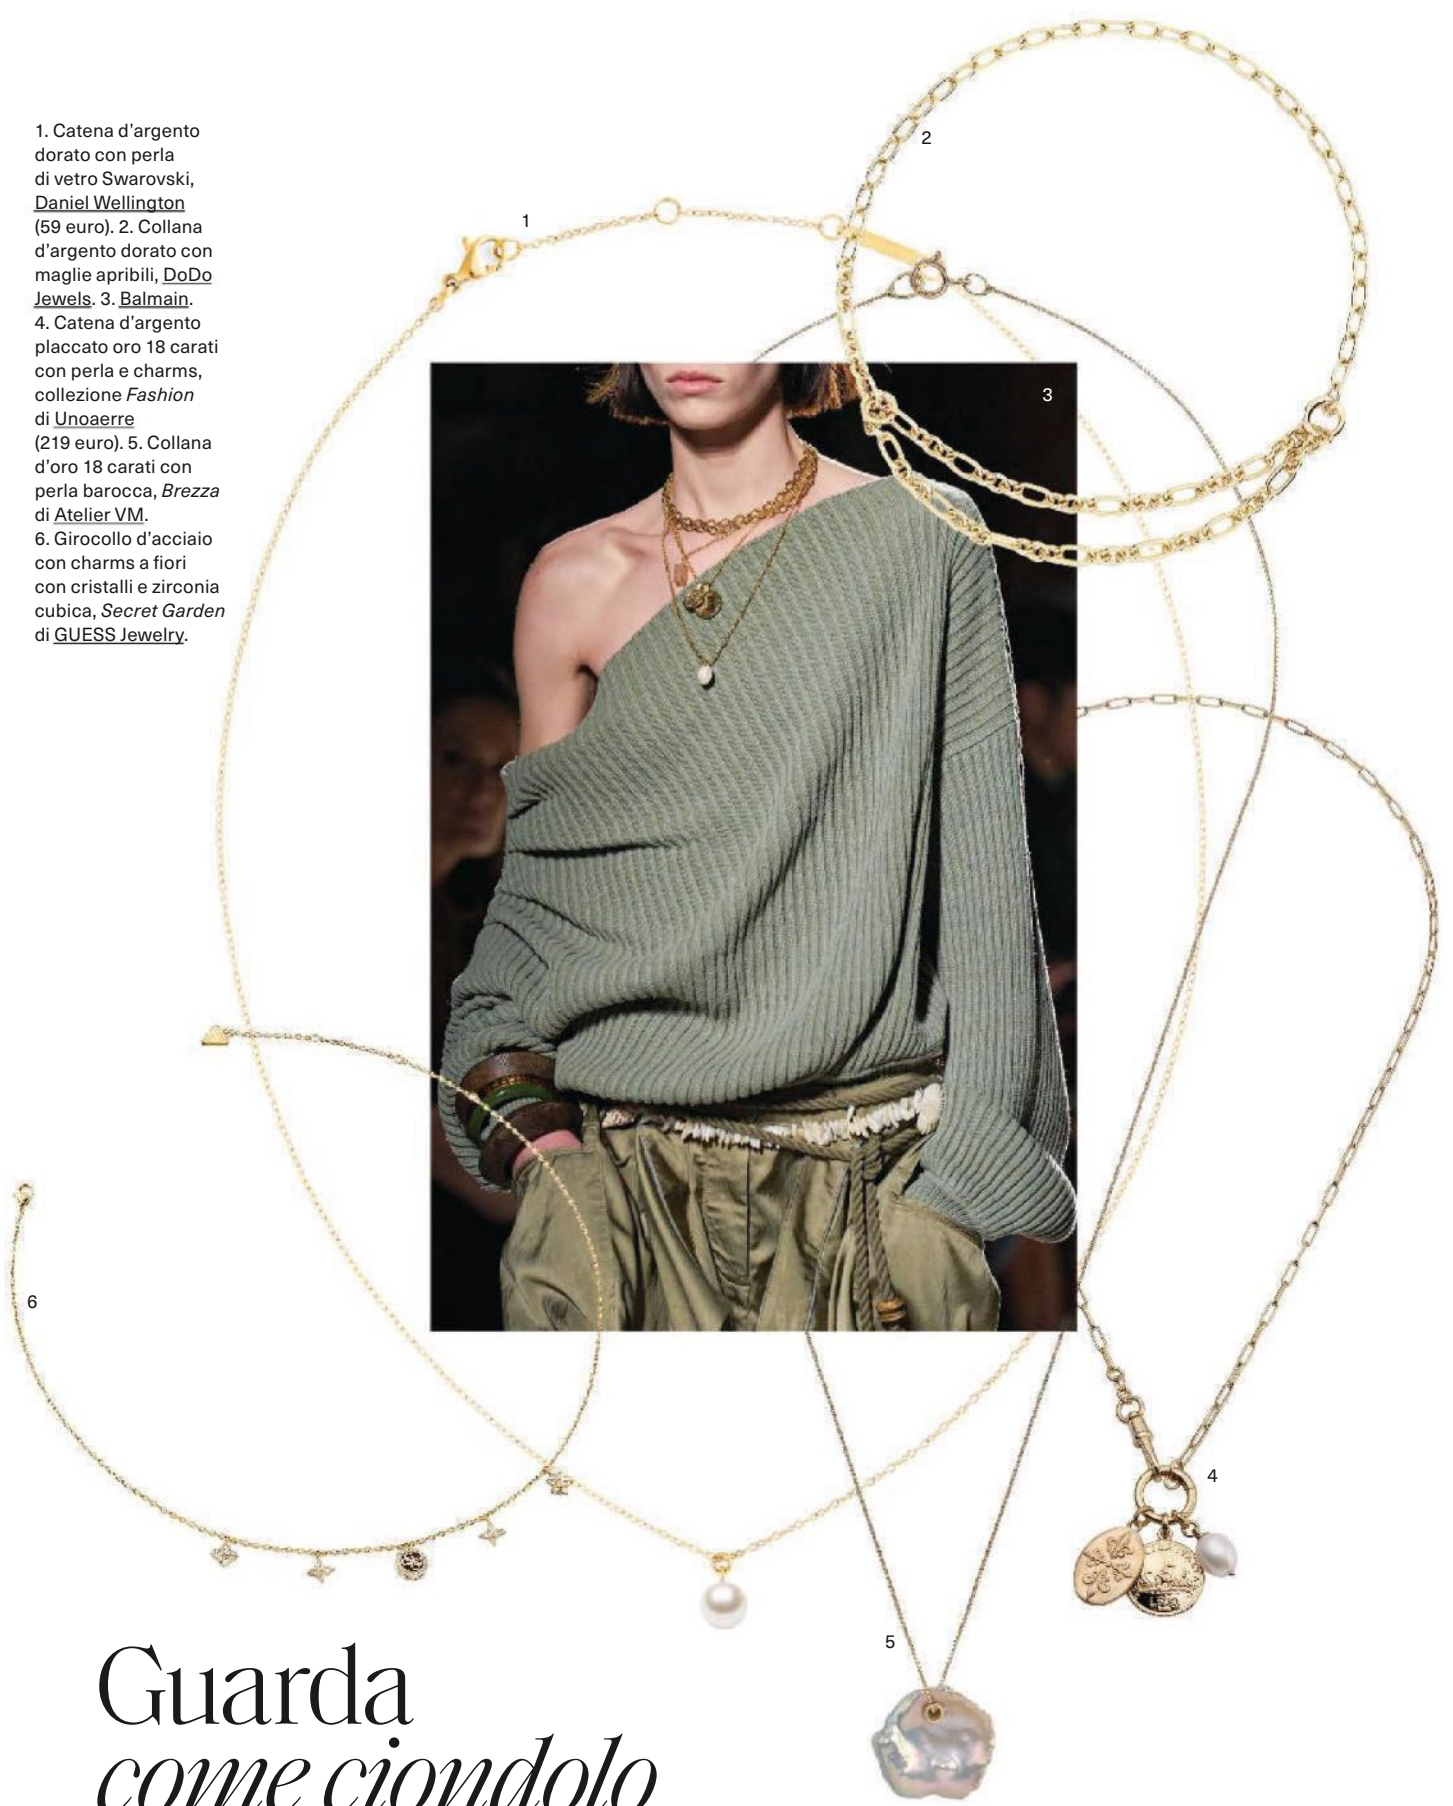 1. Catena d’argento
dorato con perla
di vetro Swarovski,
Daniel Wellington
(59 euro). 2. Collana
d’argento dorato con
maglie apribili, DoDo
Jewels. 3. Balmain.
4. Catena d’argento
placcato oro 18 carati
con perla e charms,
collezione Fashion
di Unoaerre
(219 euro). 5. Collana
d’oro 18 carati con
perla barocca, Brezza
di Atelier VM.
6. Girocollo d’acciaio
con charms a fiori
con cristalli e zirconia
cubica, Secret Garden
di GUESS Jewelry.
1
2
3
4
5
6
Guarda
come ciondolo